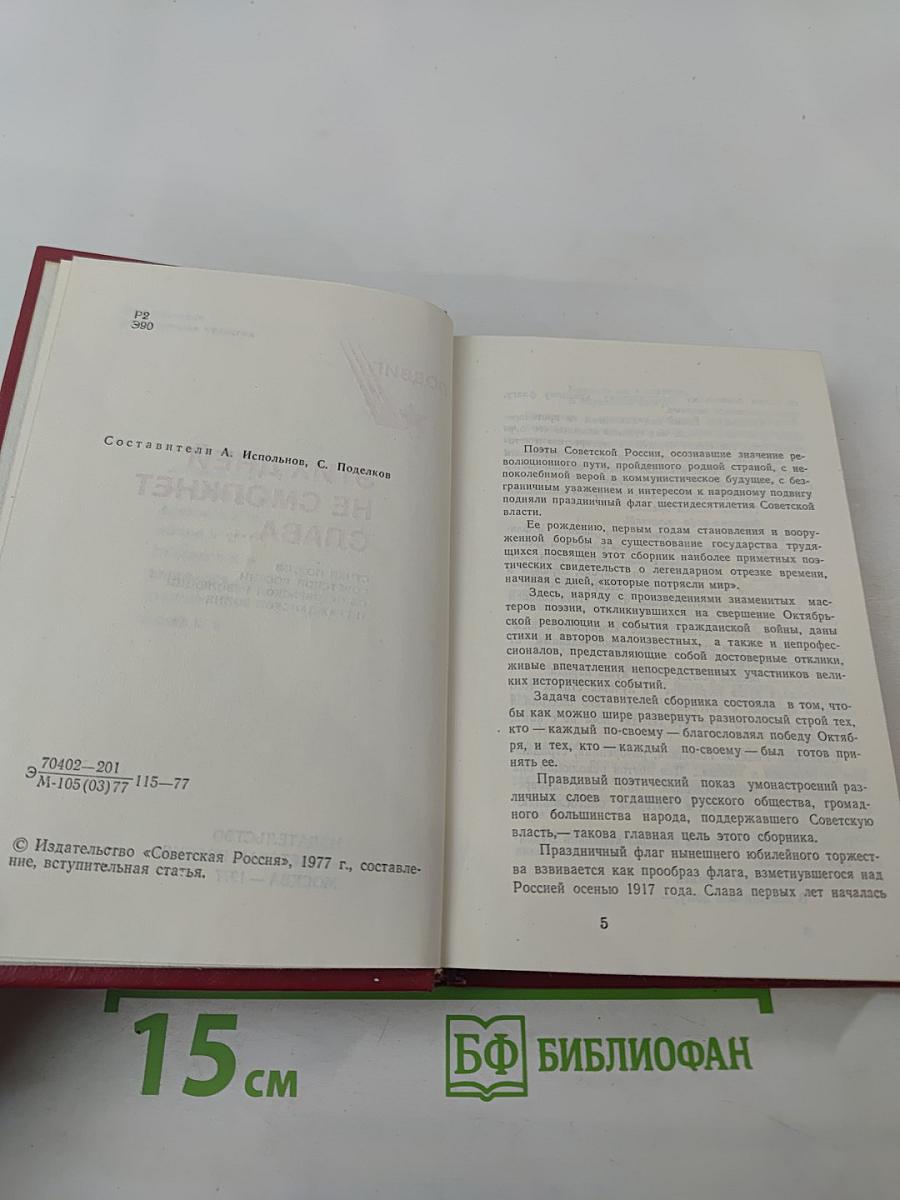 Р2
Э90
Составители А. Испольнов, С. Поделков
Э 70402—201
М-105(03)77 115—77
© Издательство «Советская Россия», 1977 г., составле-
ние, вступительная статья.
Поэты Советской России, осознавшие значение ре-
волюционного пути, пройденного родной страной, с не-
поколебимой верой в коммунистическое будущее, с без-
граничным уважением и интересом к народному подвигу
подняли праздничный флаг шестидесятилетия Советской
власти.
Ее рождению, первым годам становления и воору-
женной борьбы за существование государства трудя-
щихся посвящен этот сборник наиболее приметных поэ-
тических свидетельств о легендарном отрезке времени,
начиная с дней, «которые потрясли мир».
Здесь, наряду с произведениями знаменитых мас-
теров поэзии, откликнувшихся на свершение Октябрь-
ской революции и события гражданской войны, даны
стихи и авторов малоизвестных, а также и непрофес-
сионалов, представляющие собой достоверные отклики,
живые впечатления непосредственных участников вели-
ких исторических событий.
Задача составителей сборника состояла в том, что-
бы как можно шире развернуть разноголосый строй тех,
кто — каждый по-своему — благословлял победу Октяб-
ря, и тех, кто — каждый по-своему — был готов при-
нять ее.
Правдивый поэтический показ умонастроений раз-
личных слоев тогдашнего русского общества, громад-
ного большинства народа, поддержавшего Советскую
власть,— такова главная цель этого сборника.
Праздничный флаг нынешнего юбилейного торжест-
ва взвивается как прообраз флага, взметнувшегося над
Россией осенью 1917 года. Слава первых лет началась
5
15 см
БФ БИБЛИОФАН